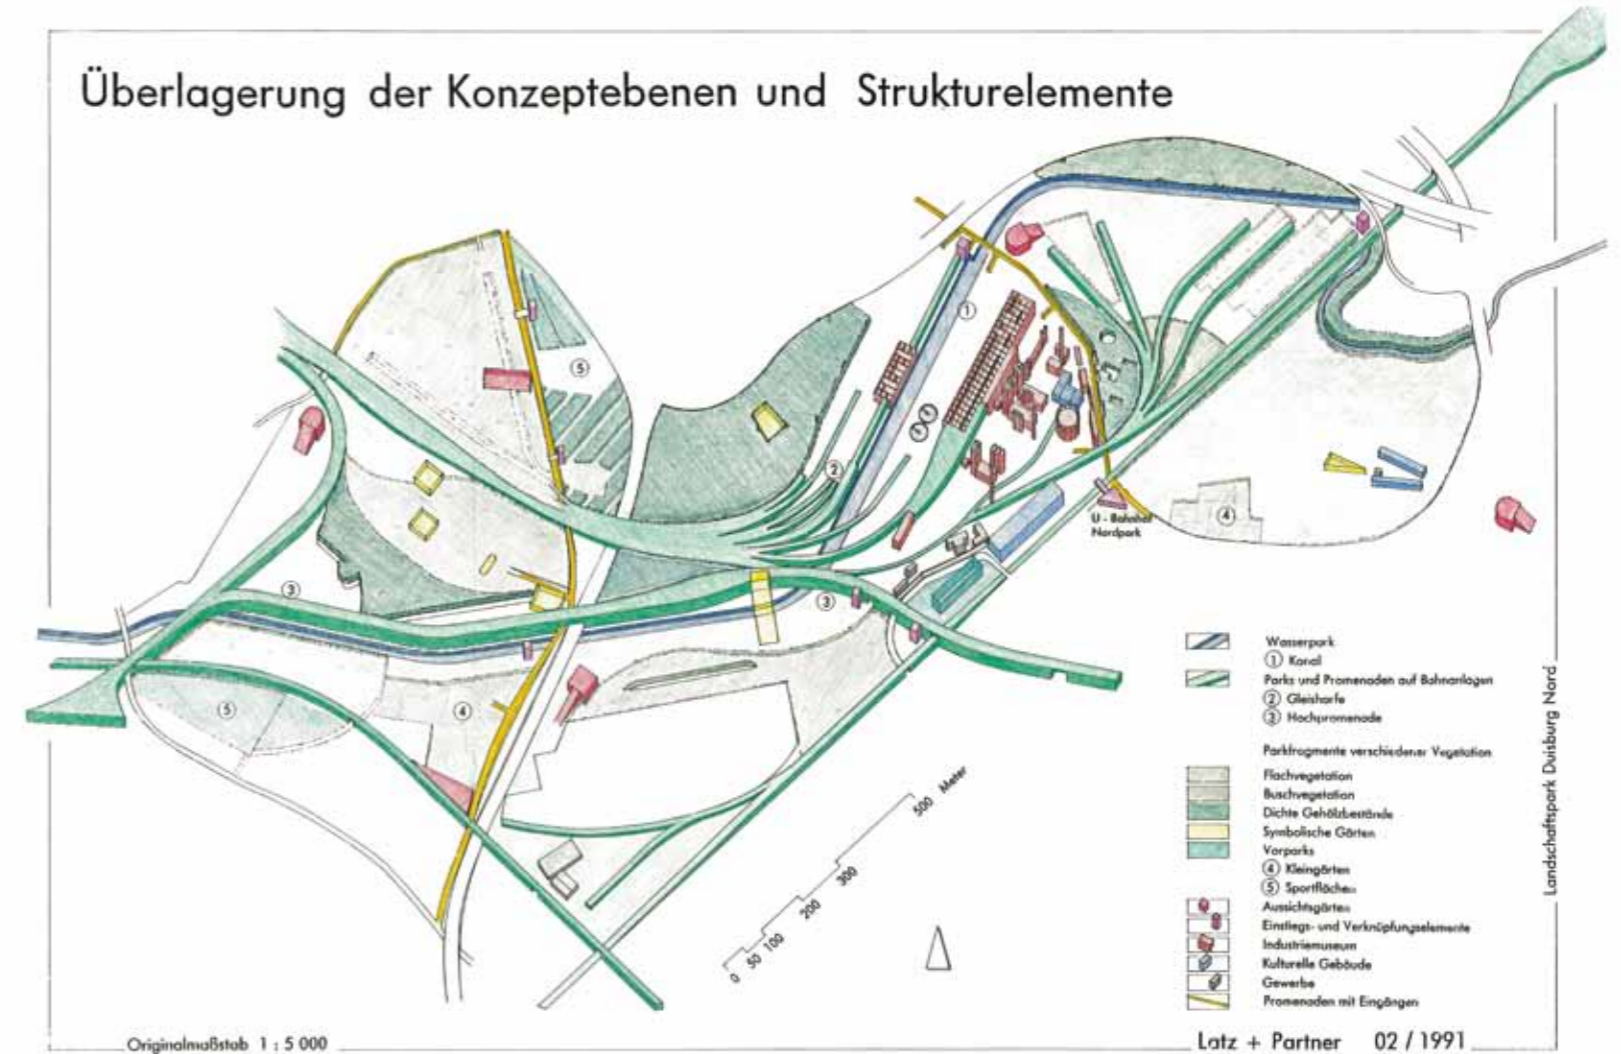 Überlagerung der Konzeptebenen und Strukturelemente
5
1
2
5
U - Bahnhof
Nordpark
4
3
3
5
4
Wasserpark
1 Kanal
Parks und Promenaden auf Bahnanlagen
2 Gleisharfe
3 Hochpromenade
Parkfragmente verschiedener Vegetation
Flachvegetation
Buschvegetation
Dichte Gehölzbestände
Symbolische Gärten
Vorparks
4 Kleingärten
5 Sportflächen
Aussichtsgärten
Einstiegs- und Verknüpfungselemente
Industriemuseum
Kulturelle Gebäude
Gewerbe
Promenaden mit Eingängen
0 50 100 200 300 500 Meter
Landschaftspark Duisburg Nord
Originalmaßstab 1 : 5 000
Latz + Partner 02 / 1991